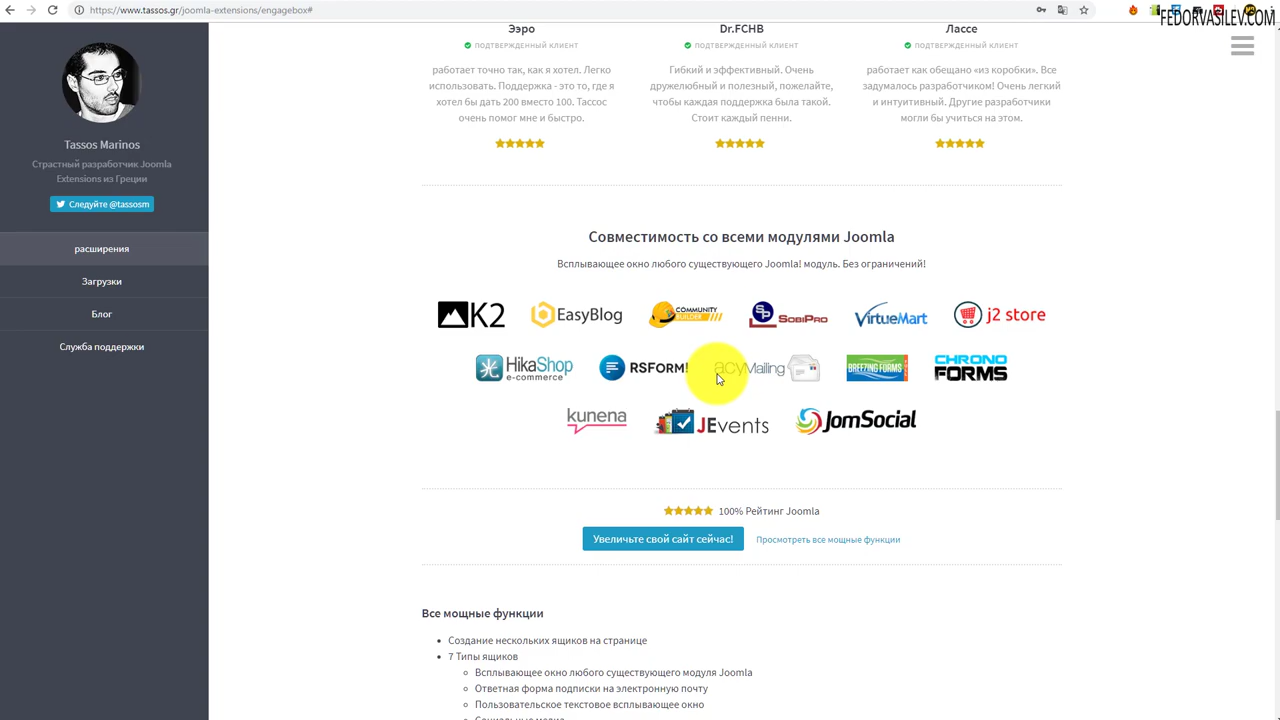 https://www.tassos.gr/joomla-extensions/engagebox#
FEDORVASILEV.COM
Tassos Marinos
Страстный разработчик Joomla
Extensions из Греции
Следуйте @tassosm
расширения
Загрузки
Блог
Служба поддержки
Ээро
ПОДТВЕРЖДЕННЫЙ КЛИЕНТ
работает точно так, как я хотел. Легко
использовать. Поддержка - это то, где я
хотел бы дать 200 вместо 100. Тассос
очень помог мне и быстро.
Dr.FCHB
ПОДТВЕРЖДЕННЫЙ КЛИЕНТ
Гибкий и эффективный. Очень
дружелюбный и полезный, пожелайте,
чтобы каждая поддержка была такой.
Стоит каждый пенни.
Лассе
ПОДТВЕРЖДЕННЫЙ КЛИЕНТ
работает как обещано «из коробки». Все
задумалось разработчиком! Очень легкий
и интуитивный. Другие разработчики
могли бы учиться на этом.
Совместимость со всеми модулями Joomla
Всплывающее окно любого существующего Joomla! модуль. Без ограничений!
K2 EasyBlog COMMUNITY BUILDER SP SOBIPRO VIRTUEMART j2 store
HikaShop e-commerce RSFORM! acyMailing BREEZING FORMS CHRONO FORMS
kunena JEvents JomSocial
100% Рейтинг Joomla
Увеличьте свой сайт сейчас! Просмотреть все мощные функции
Все мощные функции
Создание нескольких ящиков на странице
7 Типы ящиков
Всплывающее окно любого существующего модуля Joomla
Ответная форма подписки на электронную почту
Пользовательское текстовое всплывающее окно
Социальные медиа